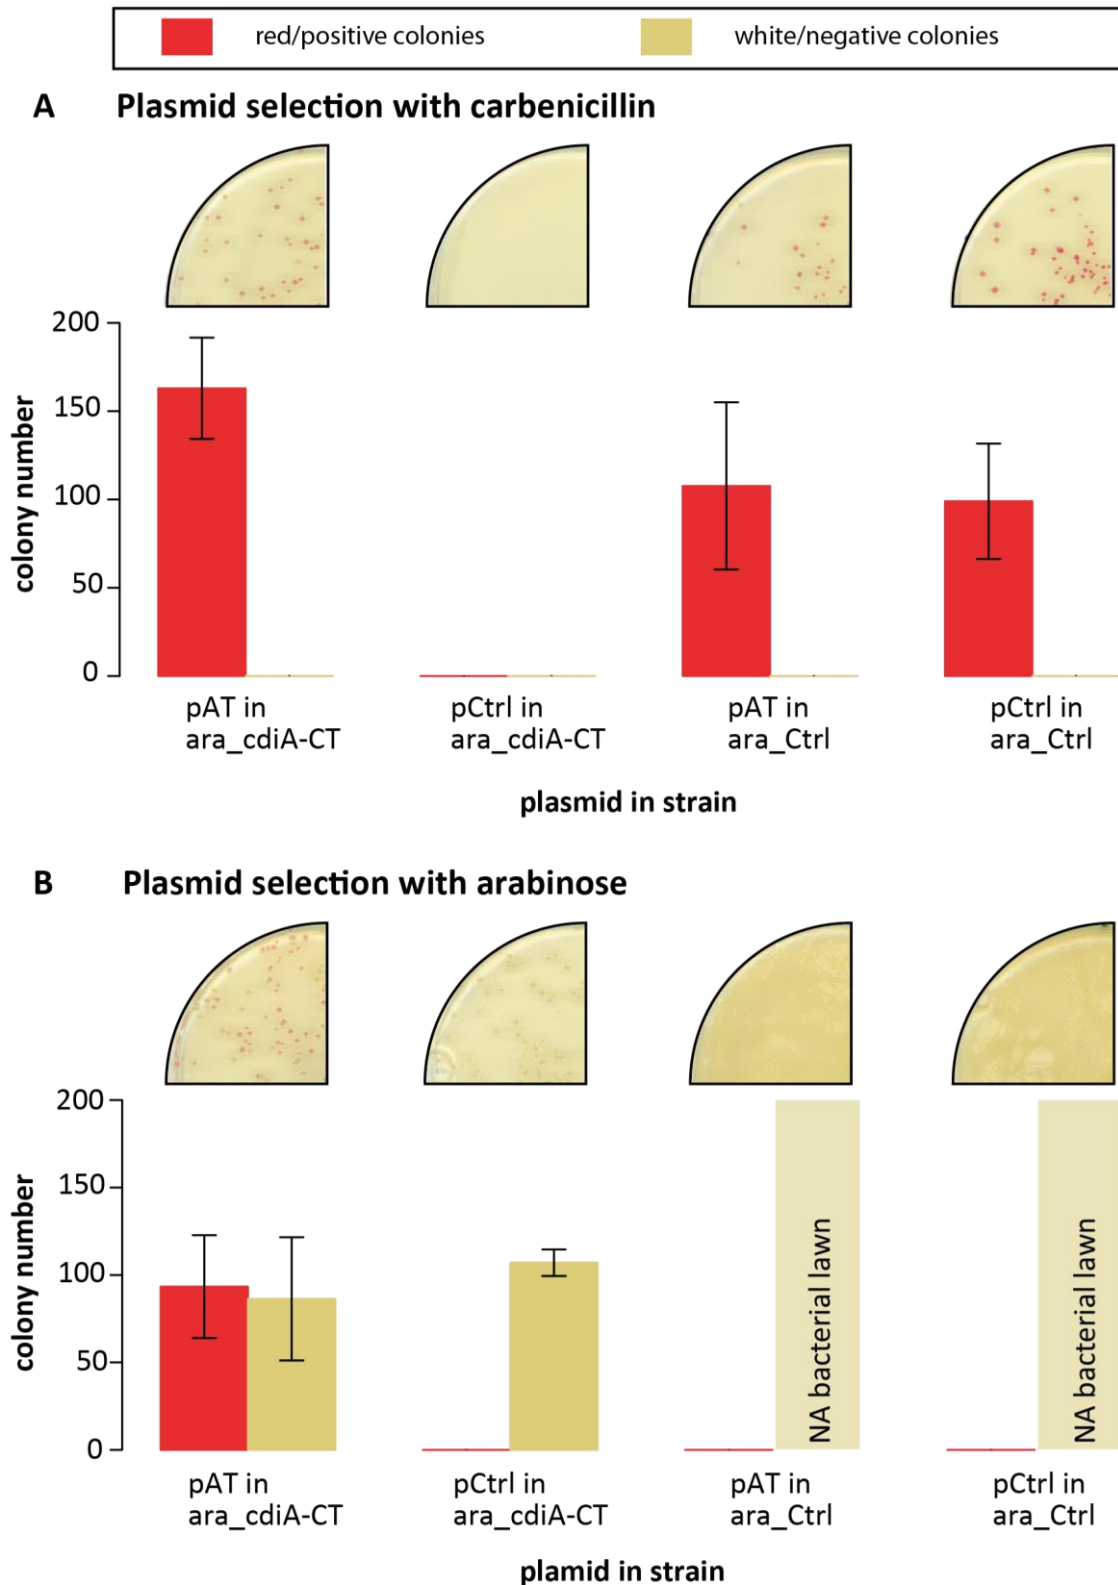 red/positive colonies
white/negative colonies
A Plasmid selection with carbenicillin
200
150
100
50
0
colony number
pAT in
ara_cdiA-CT
pCtrl in
ara_cdiA-CT
pAT in
ara_Ctrl
pCtrl in
ara_Ctrl
plasmid in strain
B Plasmid selection with arabinose
200
150
100
50
0
colony number
NA bacterial lawn
NA bacterial lawn
pAT in
ara_cdiA-CT
pCtrl in
ara_cdiA-CT
pAT in
ara_Ctrl
pCtrl in
ara_Ctrl
plamid in strain